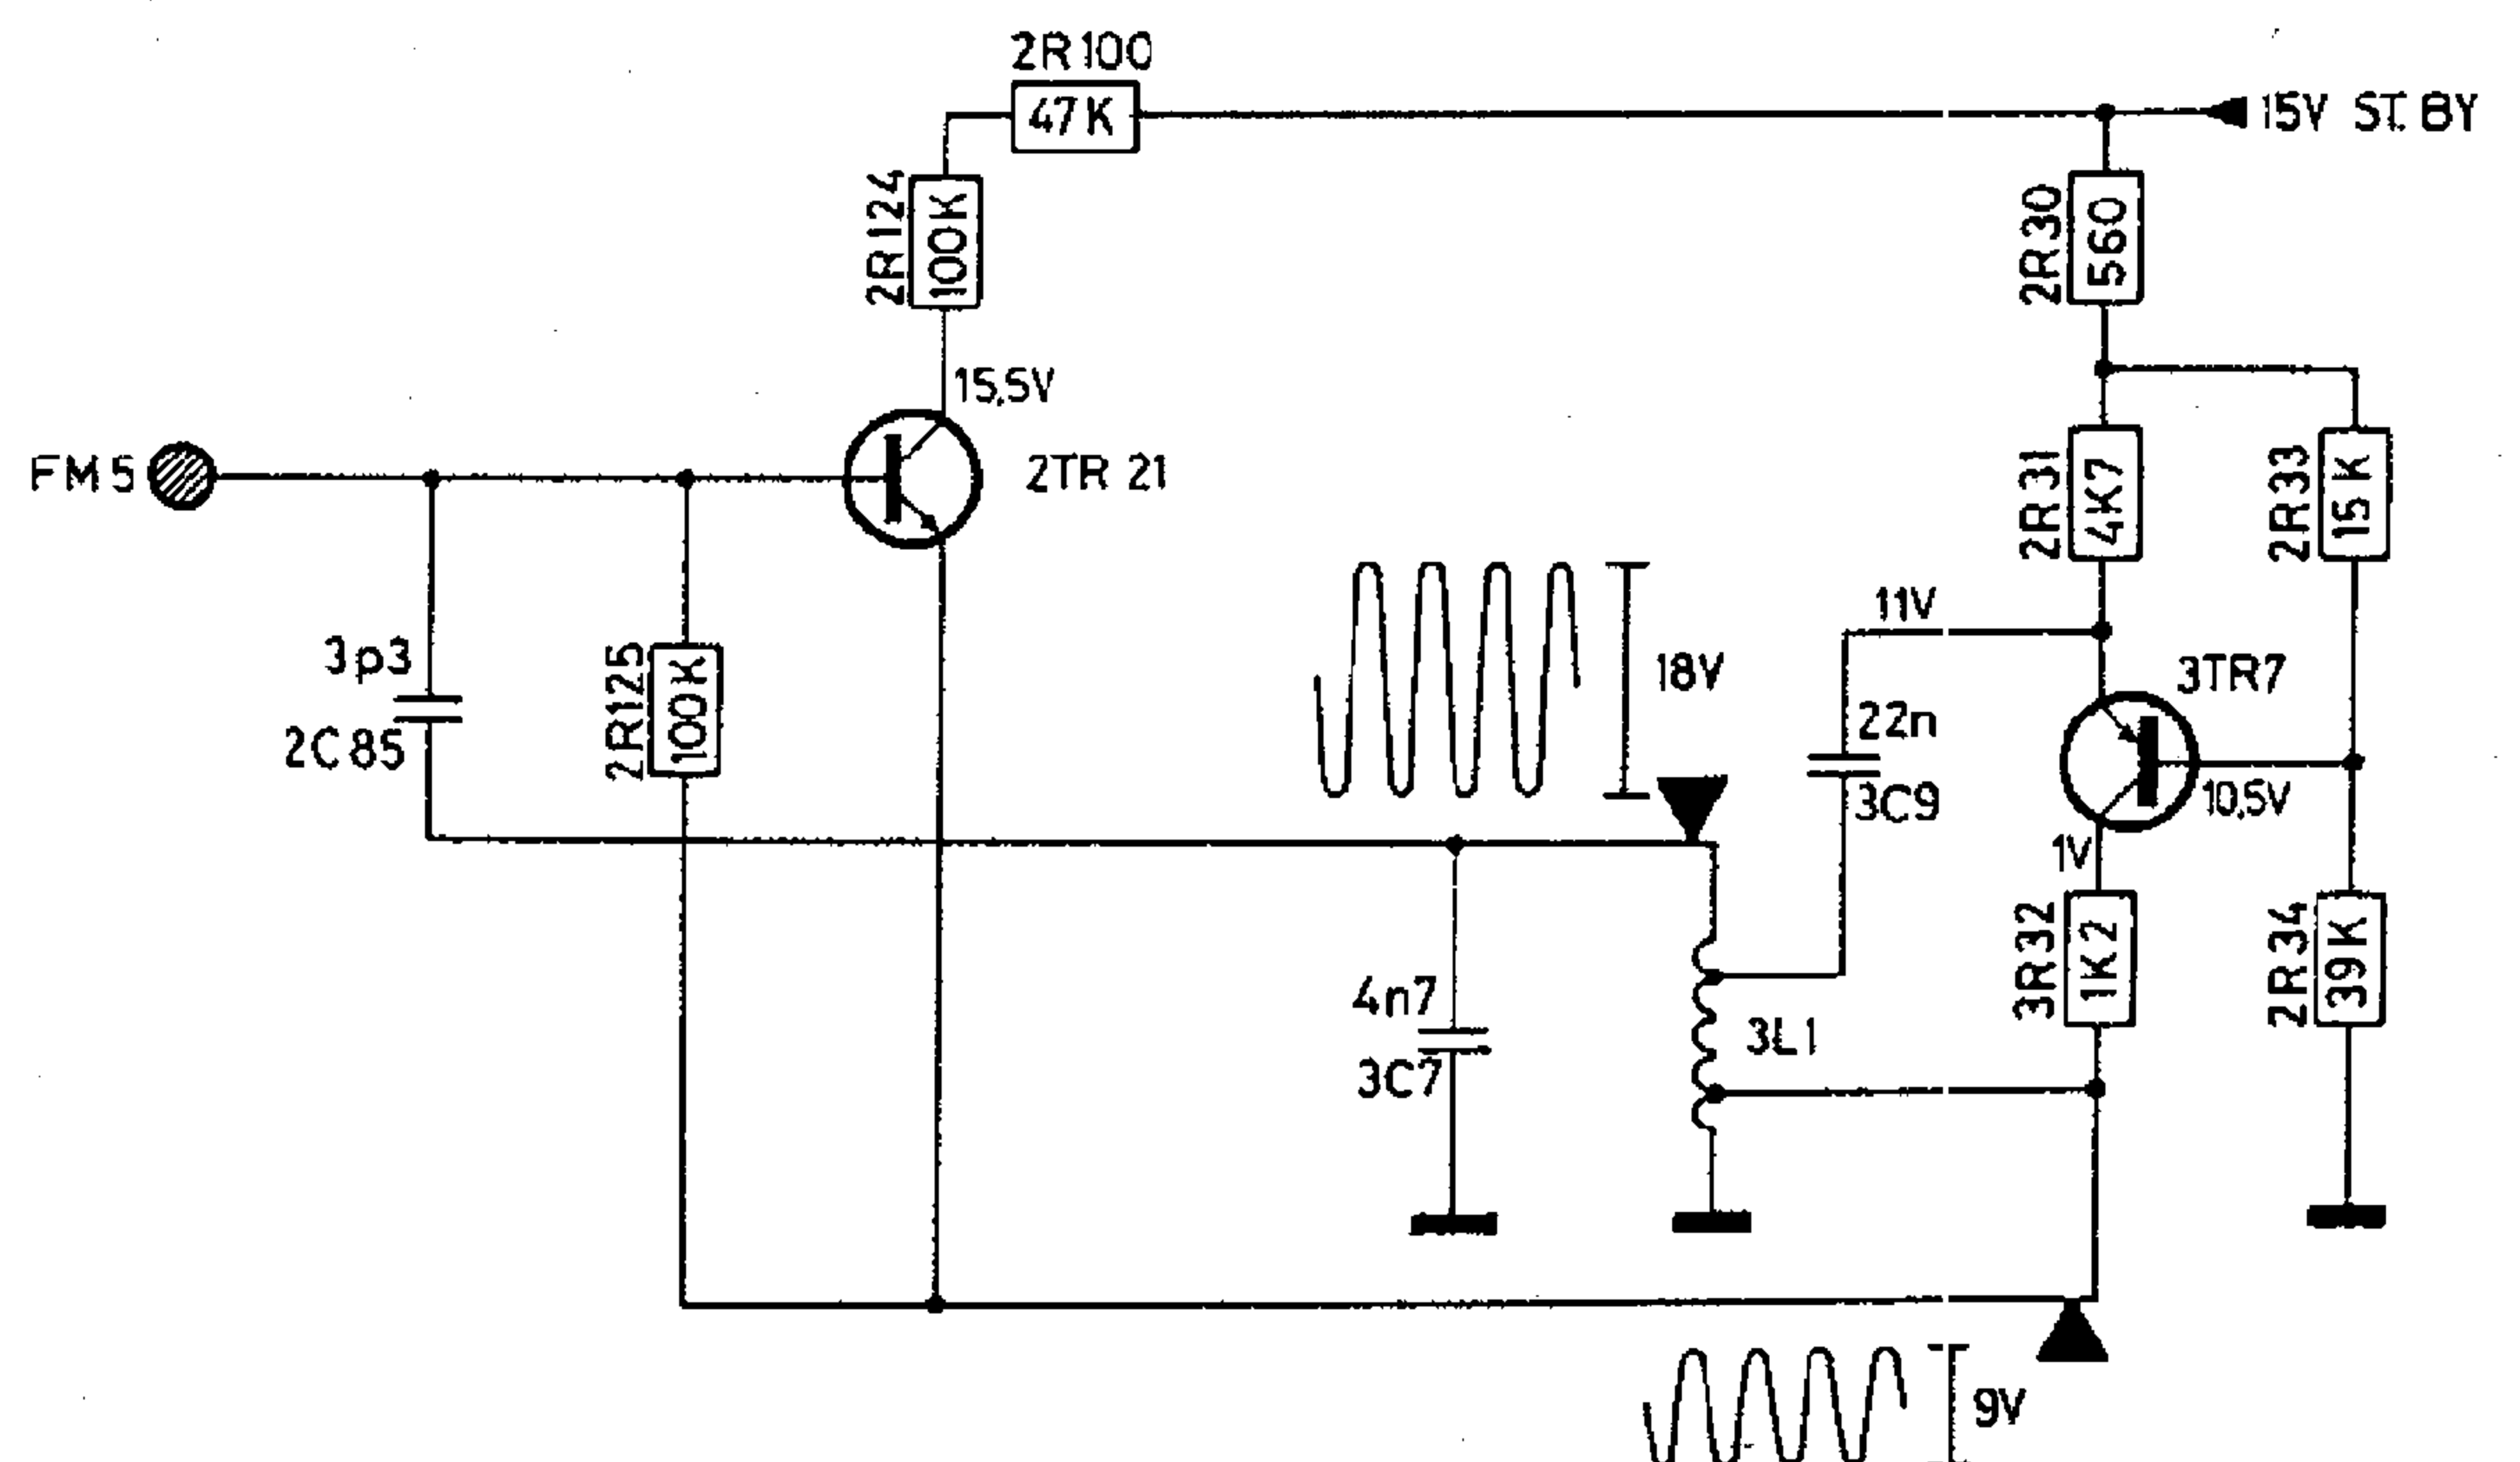 2R100
47K
15V ST. BY
2R124
100K
2R30
560
15,5V
FM5
2TR 21
2R31
4K7
2R33
15K
11V
3p3
2C85
2R125
100K
18V
22n
3C9
3TR7
10,5V
1V
3R32
1K2
2R34
39K
4n7
3C7
3L1
9V